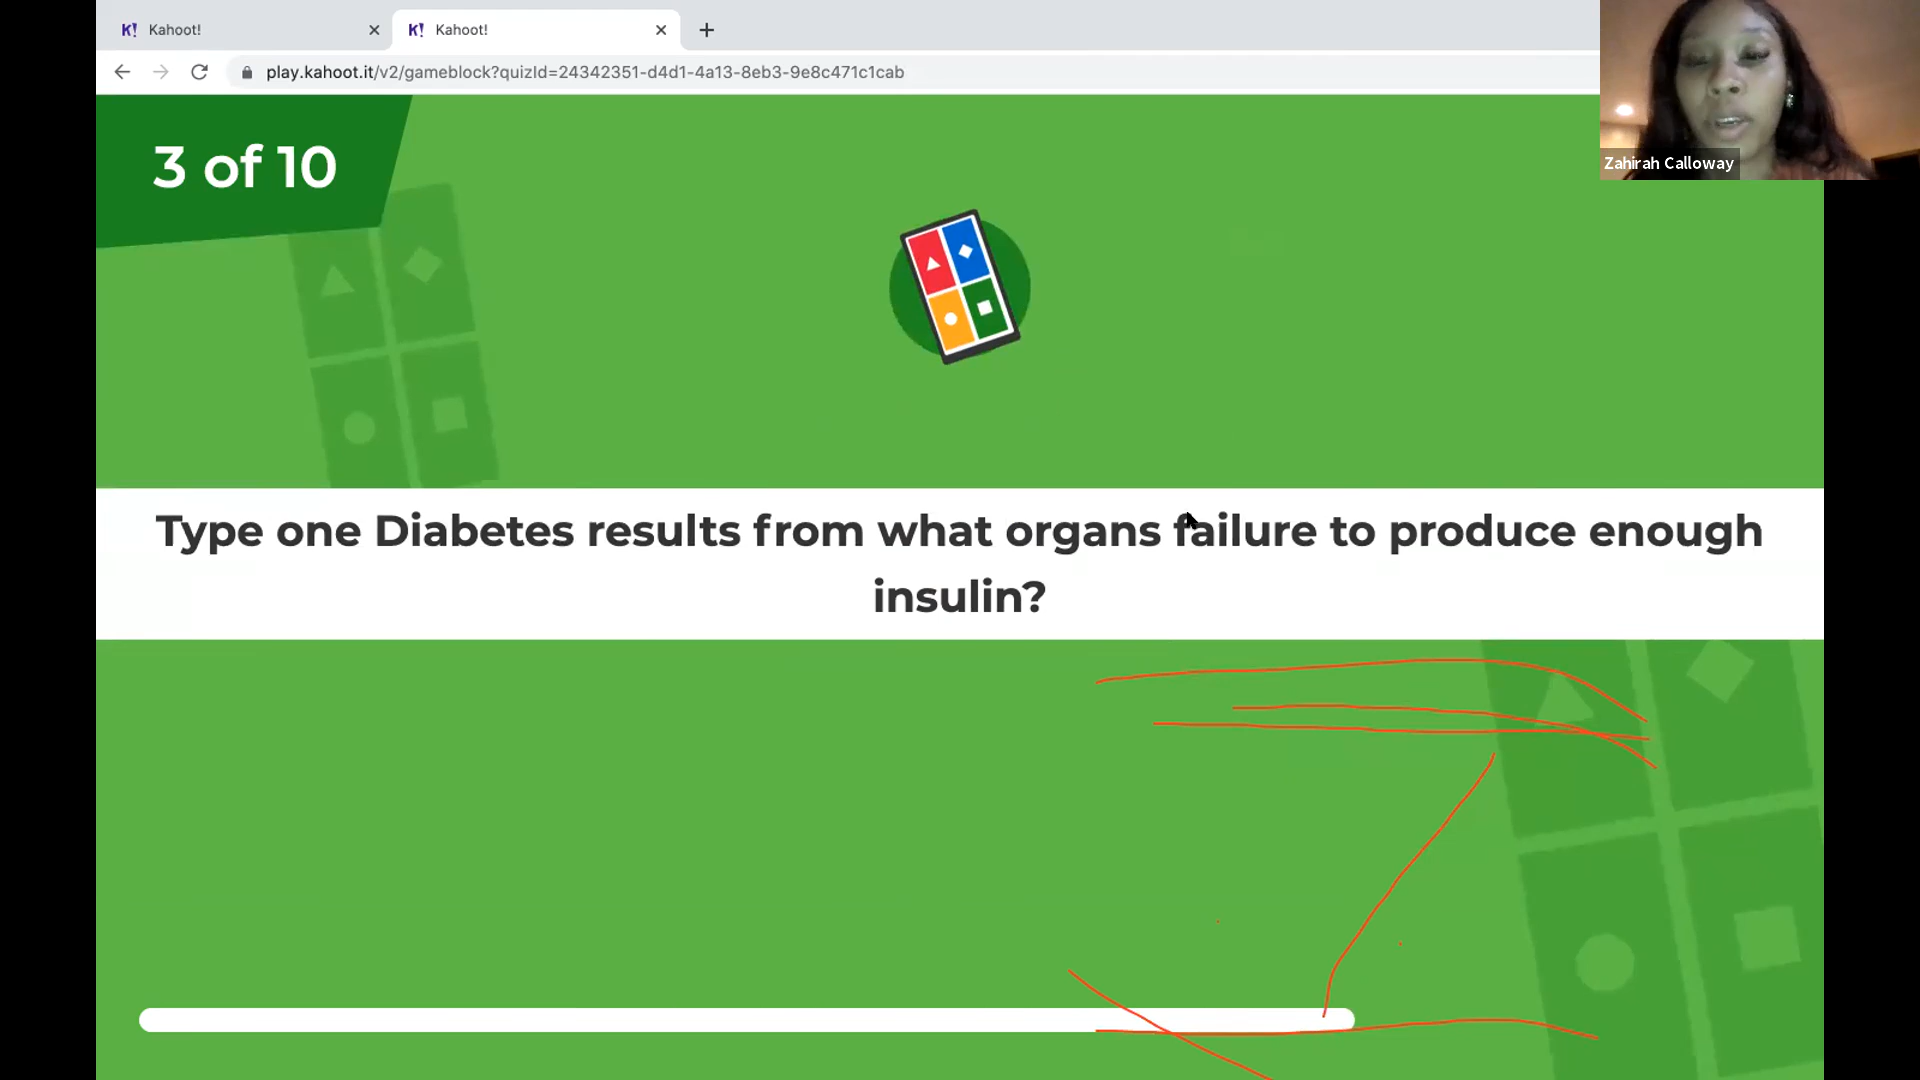 K! Kahoot!
K! Kahoot!
play.kahoot.it/v2/gameblock?quizId=24342351-d4d1-4a13-8eb3-9e8c471c1cab
Zahirah Calloway
3 of 10
Type one Diabetes results from what organs failure to produce enough
insulin?